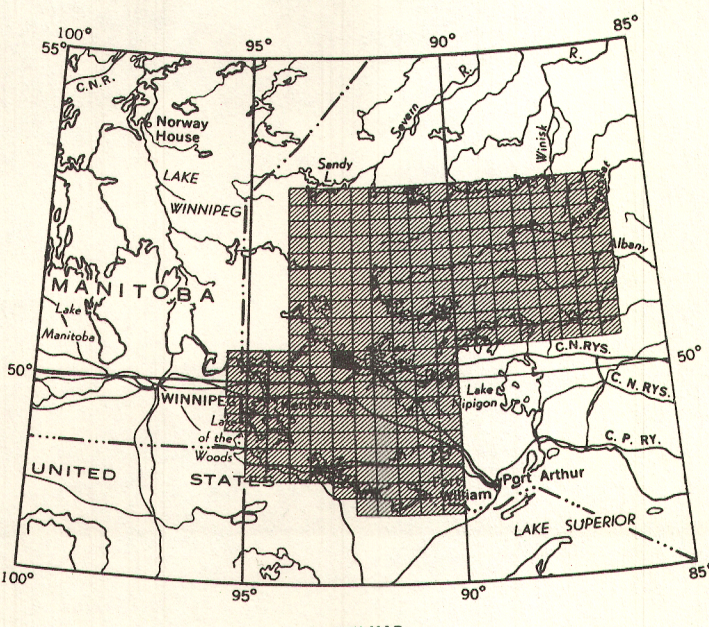 100°
95°
90°
85°
55°
C.N.R.
R.
R.
Norway
House
Severn
Winisk
Sandy
L.
LAKE
WINNIPEG
Albany
MANITOBA
Lake
Manitoba
C.N.RYS.
50°
50°
C. N. RYS.
WINNIPEG
Lake
Nipigon
Lake
of the
Woods
C. P. RY.
UNITED STATES
Fort
William
Port Arthur
LAKE SUPERIOR
100°
95°
90°
85°